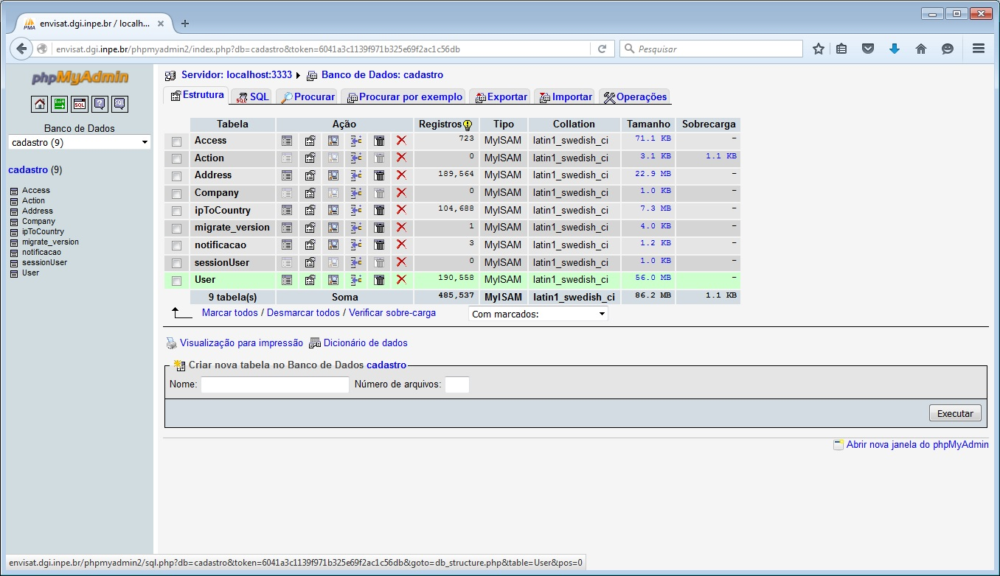 envisat.dgi.inpe.br / localh...
envisat.dgi.inpe.br/phpmyadmin2/index.php?db=cadastro&token=6041a3c1139f971b325e69f2ac1c56db
Pesquisar
phpMyAdmin
Banco de Dados
cadastro (9)
cadastro (9)
Access
Action
Address
Company
ipToCountry
migrate_version
notificacao
sessionUser
User
Servidor: localhost:3333 Banco de Dados: cadastro
Estrutura SQL Procurar Procurar por exemplo Exportar Importar Operações
Tabela Ação Registros Tipo Collation Tamanho Sobrecarga
Access 723 MyISAM latin1_swedish_ci 71.1 KB -
Action 0 MyISAM latin1_swedish_ci 3.1 KB 1.1 KB
Address 189,564 MyISAM latin1_swedish_ci 22.9 MB -
Company 0 MyISAM latin1_swedish_ci 1.0 KB -
ipToCountry 104,688 MyISAM latin1_swedish_ci 7.3 MB -
migrate_version 1 MyISAM latin1_swedish_ci 4.0 KB -
notificacao 3 MyISAM latin1_swedish_ci 1.2 KB -
sessionUser 0 MyISAM latin1_swedish_ci 1.0 KB -
User 190,558 MyISAM latin1_swedish_ci 56.0 MB -
9 tabela(s) Soma 485,537 MyISAM latin1_swedish_ci 86.2 MB 1.1 KB
Marcar todos / Desmarcar todos / Verificar sobre-carga Com marcados:
Visualização para impressão Dicionário de dados
Criar nova tabela no Banco de Dados cadastro
Nome: Número de arquivos:
Executar
Abrir nova janela do phpMyAdmin
envisat.dgi.inpe.br/phpmyadmin2/sql.php?db=cadastro&token=6041a3c1139f971b325e69f2ac1c56db&goto=db_structure.php&table=User&pos=0